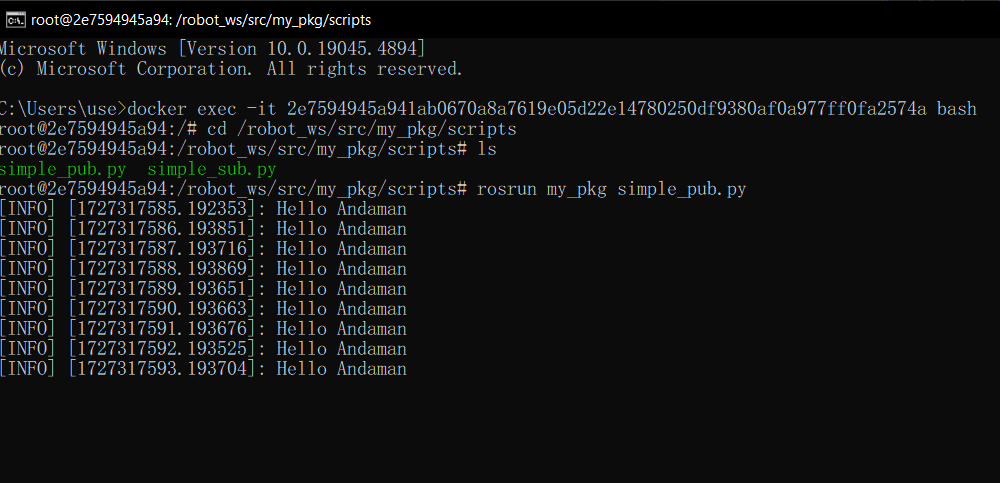 root@2e7594945a94: /robot_ws/src/my_pkg/scripts
Microsoft Windows [Version 10.0.19045.4894]
(c) Microsoft Corporation. All rights reserved.
C:\Users\use>docker exec -it 2e7594945a941ab0670a8a7619e05d22e14780250df9380af0a977ff0fa2574a bash
root@2e7594945a94:/# cd /robot_ws/src/my_pkg/scripts
root@2e7594945a94:/robot_ws/src/my_pkg/scripts# ls
simple_pub.py  simple_sub.py
root@2e7594945a94:/robot_ws/src/my_pkg/scripts# rosrun my_pkg simple_pub.py
[INFO] [1727317585.192353]: Hello Andaman
[INFO] [1727317586.193851]: Hello Andaman
[INFO] [1727317587.193716]: Hello Andaman
[INFO] [1727317588.193869]: Hello Andaman
[INFO] [1727317589.193651]: Hello Andaman
[INFO] [1727317590.193663]: Hello Andaman
[INFO] [1727317591.193676]: Hello Andaman
[INFO] [1727317592.193525]: Hello Andaman
[INFO] [1727317593.193704]: Hello Andaman